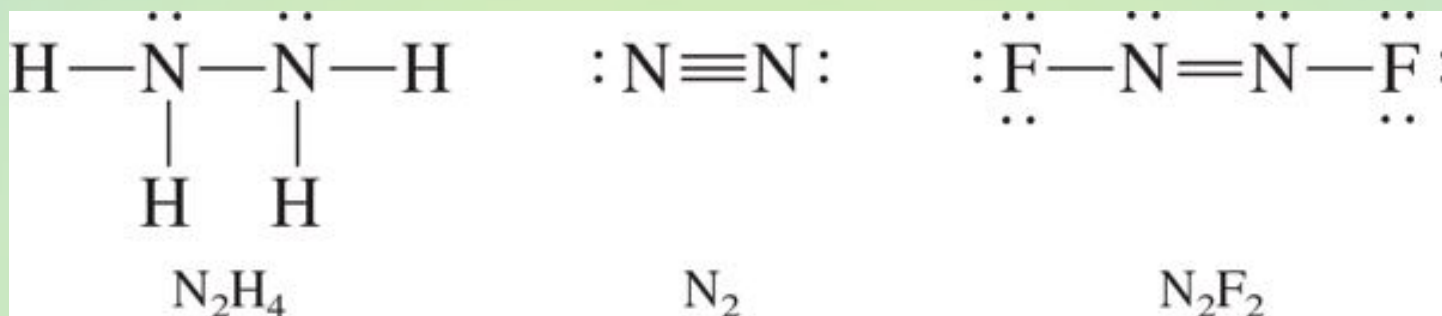 H—N̈—N̈—H :N≡N: :F̤̈—N̈=N̈—F̤̈:
H H
N₂H₄ N₂ N₂F₂